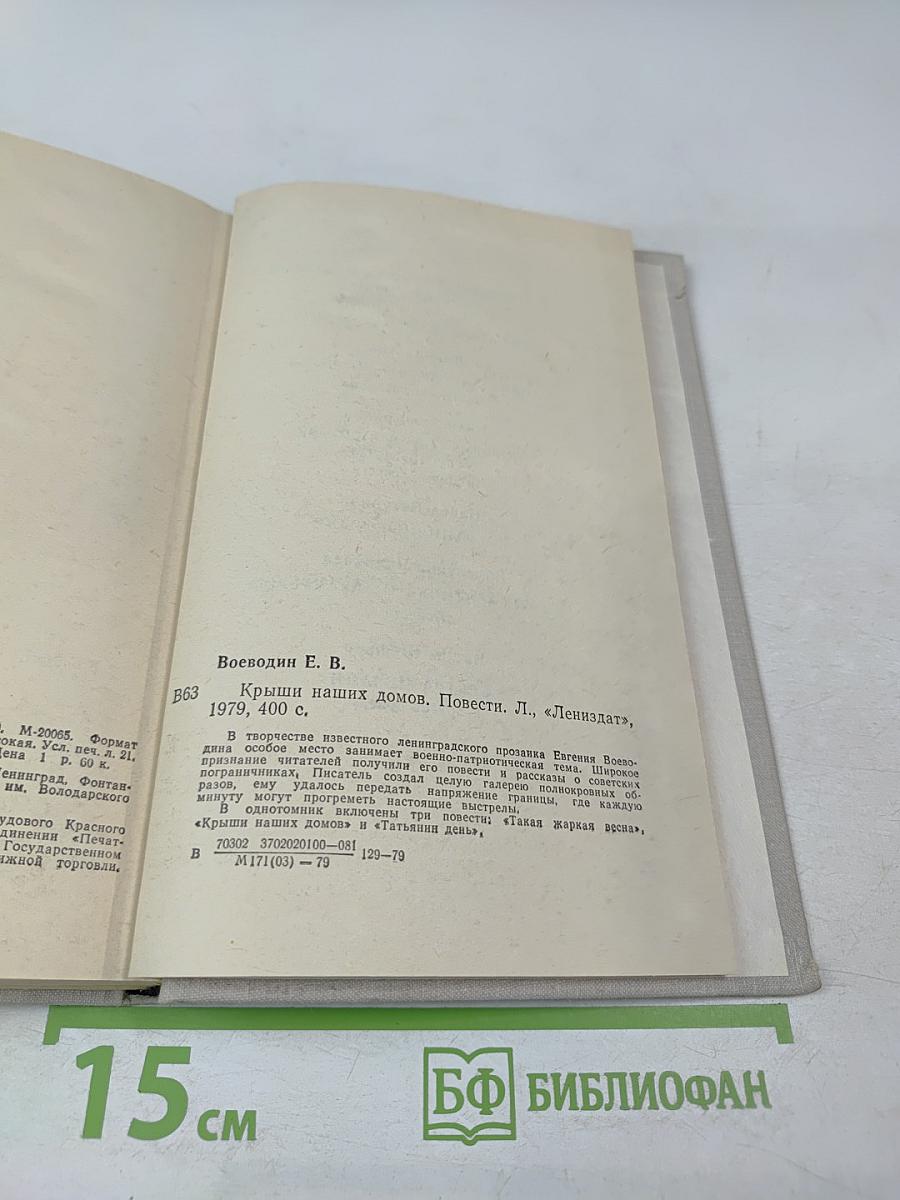 М-20065. Формат
Усл. печ. л. 21.
Цена 1 р. 60 к.
Ленинград, Фонтан-
им. Володарского
Трудового Красного
«Печат-
Государственном
торговли.
Воеводин Е. В.
В63 Крыши наших домов. Повести. Л., «Лениздат»,
1979, 400 с.
В творчестве известного ленинградского прозаика Евгения Воево-
дина особое место занимает военно-патриотическая тема. Широкое
признание читателей получили его повести и рассказы о советских
пограничниках. Писатель создал целую галерею полнокровных об-
разов, ему удалось передать напряжение границы, где каждую
минуту могут прогреметь настоящие выстрелы.
В однотомник включены три повести: «Такая жаркая весна»,
«Крыши наших домов» и «Татьянин день».
70302 3702020100—081
В 129—79
М171(03) — 79
15 см
БФ БИБЛИОФАН